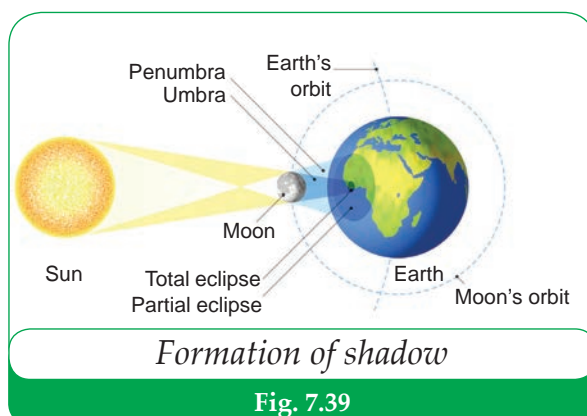 Penumbra
Umbra
Earth's
orbit
Moon
Sun
Total eclipse
Partial eclipse
Earth
Moon's orbit
Formation of shadow
Fig. 7.39